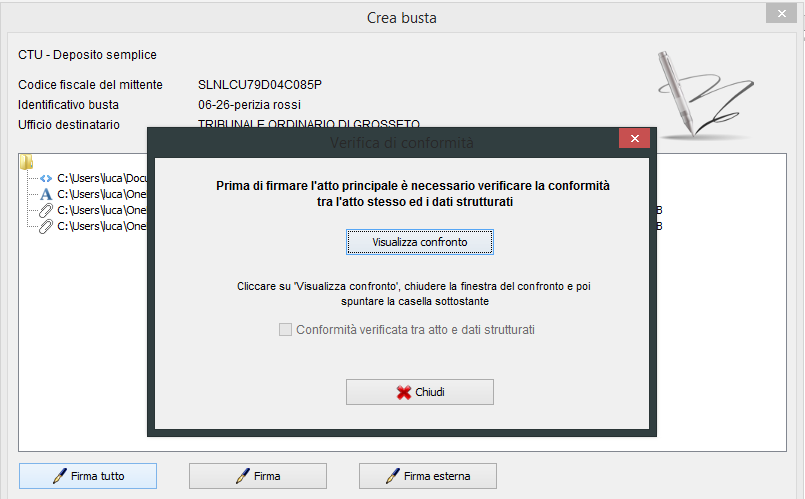 Crea busta
CTU - Deposito semplice
Codice fiscale del mittente SLNLCU79D04C085P
Identificativo busta 06-26-perizia rossi
Ufficio destinatario TRIBUNALE ORDINARIO DI GROSSETO
Verifica di conformità
C:\Users\luca\Docu
A C:\Users\luca\One
C:\Users\luca\One B
C:\Users\luca\One B
Prima di firmare l'atto principale è necessario verificare la conformità
tra l'atto stesso ed i dati strutturati
Visualizza confronto
Cliccare su 'Visualizza confronto', chiudere la finestra del confronto e poi
spuntare la casella sottostante
Conformità verificata tra atto e dati strutturati
Chiudi
Firma tutto Firma Firma esterna